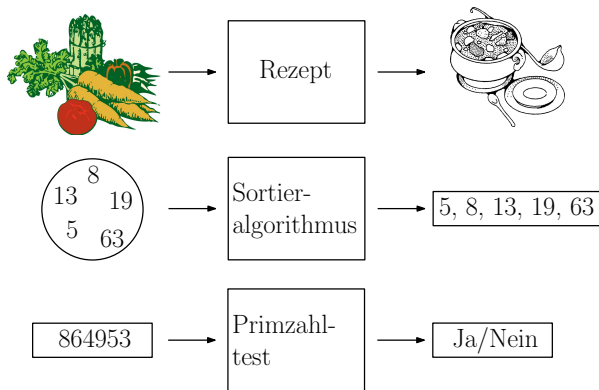 Rezept
8
13
19
5
63
Sortier-
algorithmus
5, 8, 13, 19, 63
864953
Primzahl-
test
Ja/Nein